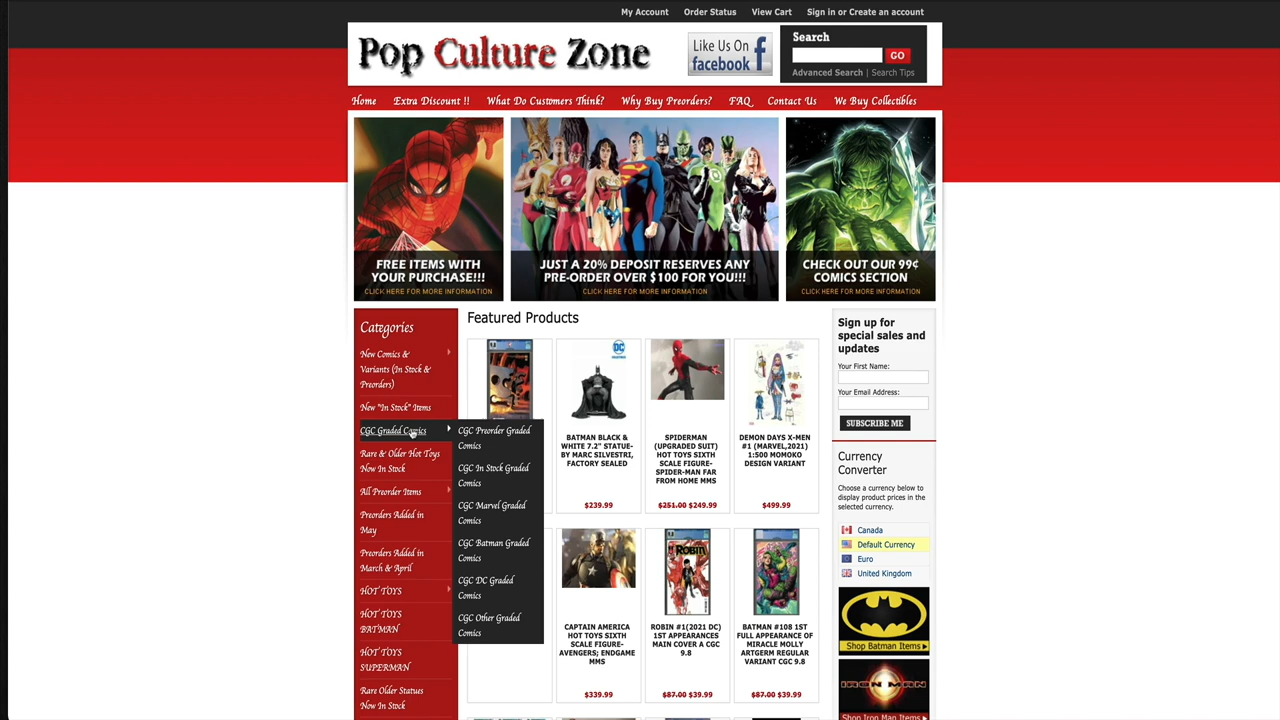 My Account
Order Status
View Cart
Sign in or Create an account
Pop Culture Zone
Like Us On
facebook
Search
GO
Advanced Search | Search Tips
Home
Extra Discount !!
What Do Customers Think?
Why Buy Preorders?
FAQ
Contact Us
We Buy Collectibles
FREE ITEMS WITH
YOUR PURCHASE!!!
CLICK HERE FOR MORE INFORMATION
JUST A 20% DEPOSIT RESERVES ANY
PRE-ORDER OVER $100 FOR YOU!!!
CLICK HERE FOR MORE INFORMATION
CHECK OUT OUR 99¢
COMICS SECTION
CLICK HERE FOR MORE INFORMATION
Categories
New Comics &
Variants (In Stock &
Preorders)
New "In Stock" Items
CGC Graded Comics
Rare & Older Hot Toys
Now In Stock
All Preorder Items
Preorders Added in
May
Preorders Added in
March & April
HOT TOYS
HOT TOYS
BATMAN
HOT TOYS
SUPERMAN
Rare Older Statues
Now In Stock
CGC Preorder Graded
Comics
CGC In Stock Graded
Comics
CGC Marvel Graded
Comics
CGC Batman Graded
Comics
CGC DC Graded
Comics
CGC Other Graded
Comics
Featured Products
DC
BATMAN BLACK &
WHITE 7.2" STATUE-
BY MARC SILVESTRI,
FACTORY SEALED
$239.99
SPIDERMAN
(UPGRADED SUIT)
HOT TOYS SIXTH
SCALE FIGURE-
SPIDER-MAN FAR
FROM HOME MMS
$251.00 $249.99
DEMON DAYS X-MEN
#1 (MARVEL,2021)
1:500 MOMOKO
DESIGN VARIANT
$499.99
CAPTAIN AMERICA
HOT TOYS SIXTH
SCALE FIGURE-
AVENGERS; ENDGAME
MMS
$339.99
ROBIN
ROBIN #1(2021 DC)
1ST APPEARANCES
MAIN COVER A CGC
9.8
$87.00 $39.99
BATMAN #108 1ST
FULL APPEARANCE OF
MIRACLE MOLLY
ARTGERM REGULAR
VARIANT CGC 9.8
$87.00 $39.99
Sign up for
special sales and
updates
Your First Name:
Your Email Address:
SUBSCRIBE ME
Currency
Converter
Choose a currency below to
display product prices in the
selected currency.
Canada
Default Currency
Euro
United Kingdom
Shop Batman Items
IRON MAN
Shop Iron Man Items